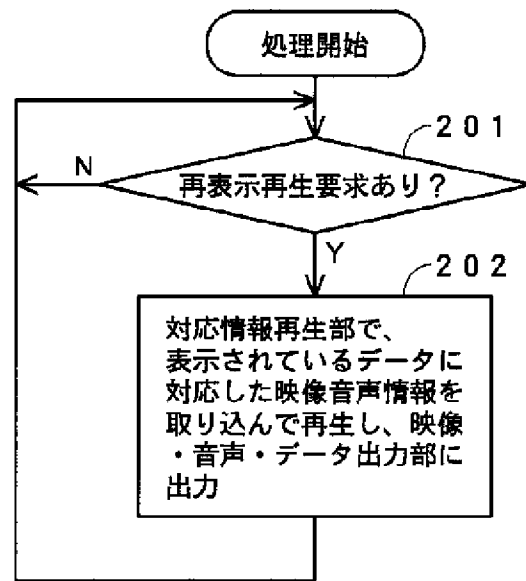 処理開始
201
N
再表示再生要求あり?
Y
202
対応情報再生部で、
表示されているデータに
対応した映像音声情報を
取り込んで再生し、映像
・音声・データ出力部に
出力